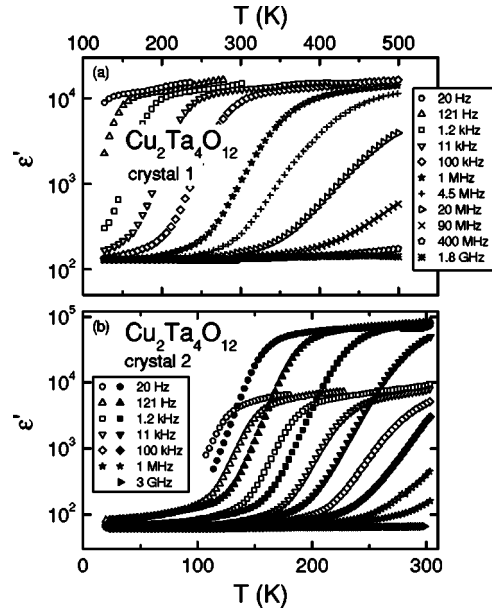 T (K)
100 200 300 400 500
(a)
10⁴
10³
10²
ε'
Cu₂Ta₄O₁₂
crystal 1
20 Hz
121 Hz
1.2 kHz
11 kHz
100 kHz
1 MHz
4.5 MHz
20 MHz
90 MHz
400 MHz
1.8 GHz
(b)
10⁵
10⁴
10³
10²
ε'
Cu₂Ta₄O₁₂
crystal 2
20 Hz
121 Hz
1.2 kHz
11 kHz
100 kHz
1 MHz
3 GHz
0 100 200 300
T (K)